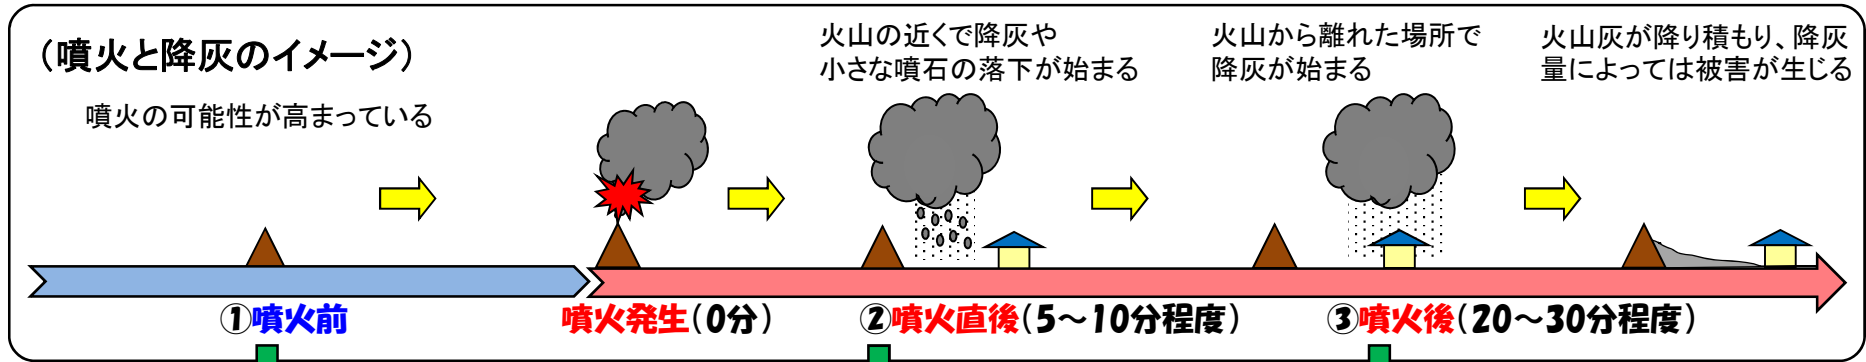 （噴火と降灰のイメージ）
噴火の可能性が高まっている
火山の近くで降灰や
小さな噴石の落下が始まる
火山から離れた場所で
降灰が始まる
火山灰が降り積もり、降灰
量によっては被害が生じる
①噴火前
噴火発生（0分）
②噴火直後（5～10分程度）
③噴火後（20～30分程度）